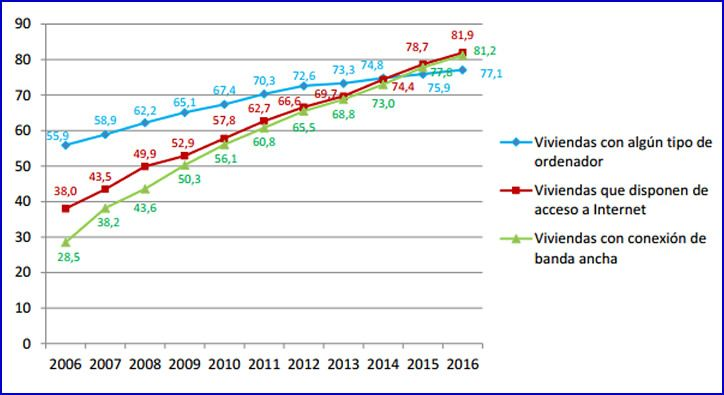 90
80
70
60
50
40
30
20
10
0
55,9 58,9 62,2 65,1 67,4 70,3 72,6 73,3 74,8 75,9 77,1
38,0 43,5 49,9 52,9 57,8 62,7 66,6 69,7 74,4 78,7 81,9
28,5 38,2 43,6 50,3 56,1 60,8 65,5 68,8 73,0 77,8 81,2
2006 2007 2008 2009 2010 2011 2012 2013 2014 2015 2016
Viviendas con algún tipo de
ordenador
Viviendas que disponen de
acceso a Internet
Viviendas con conexión de
banda ancha